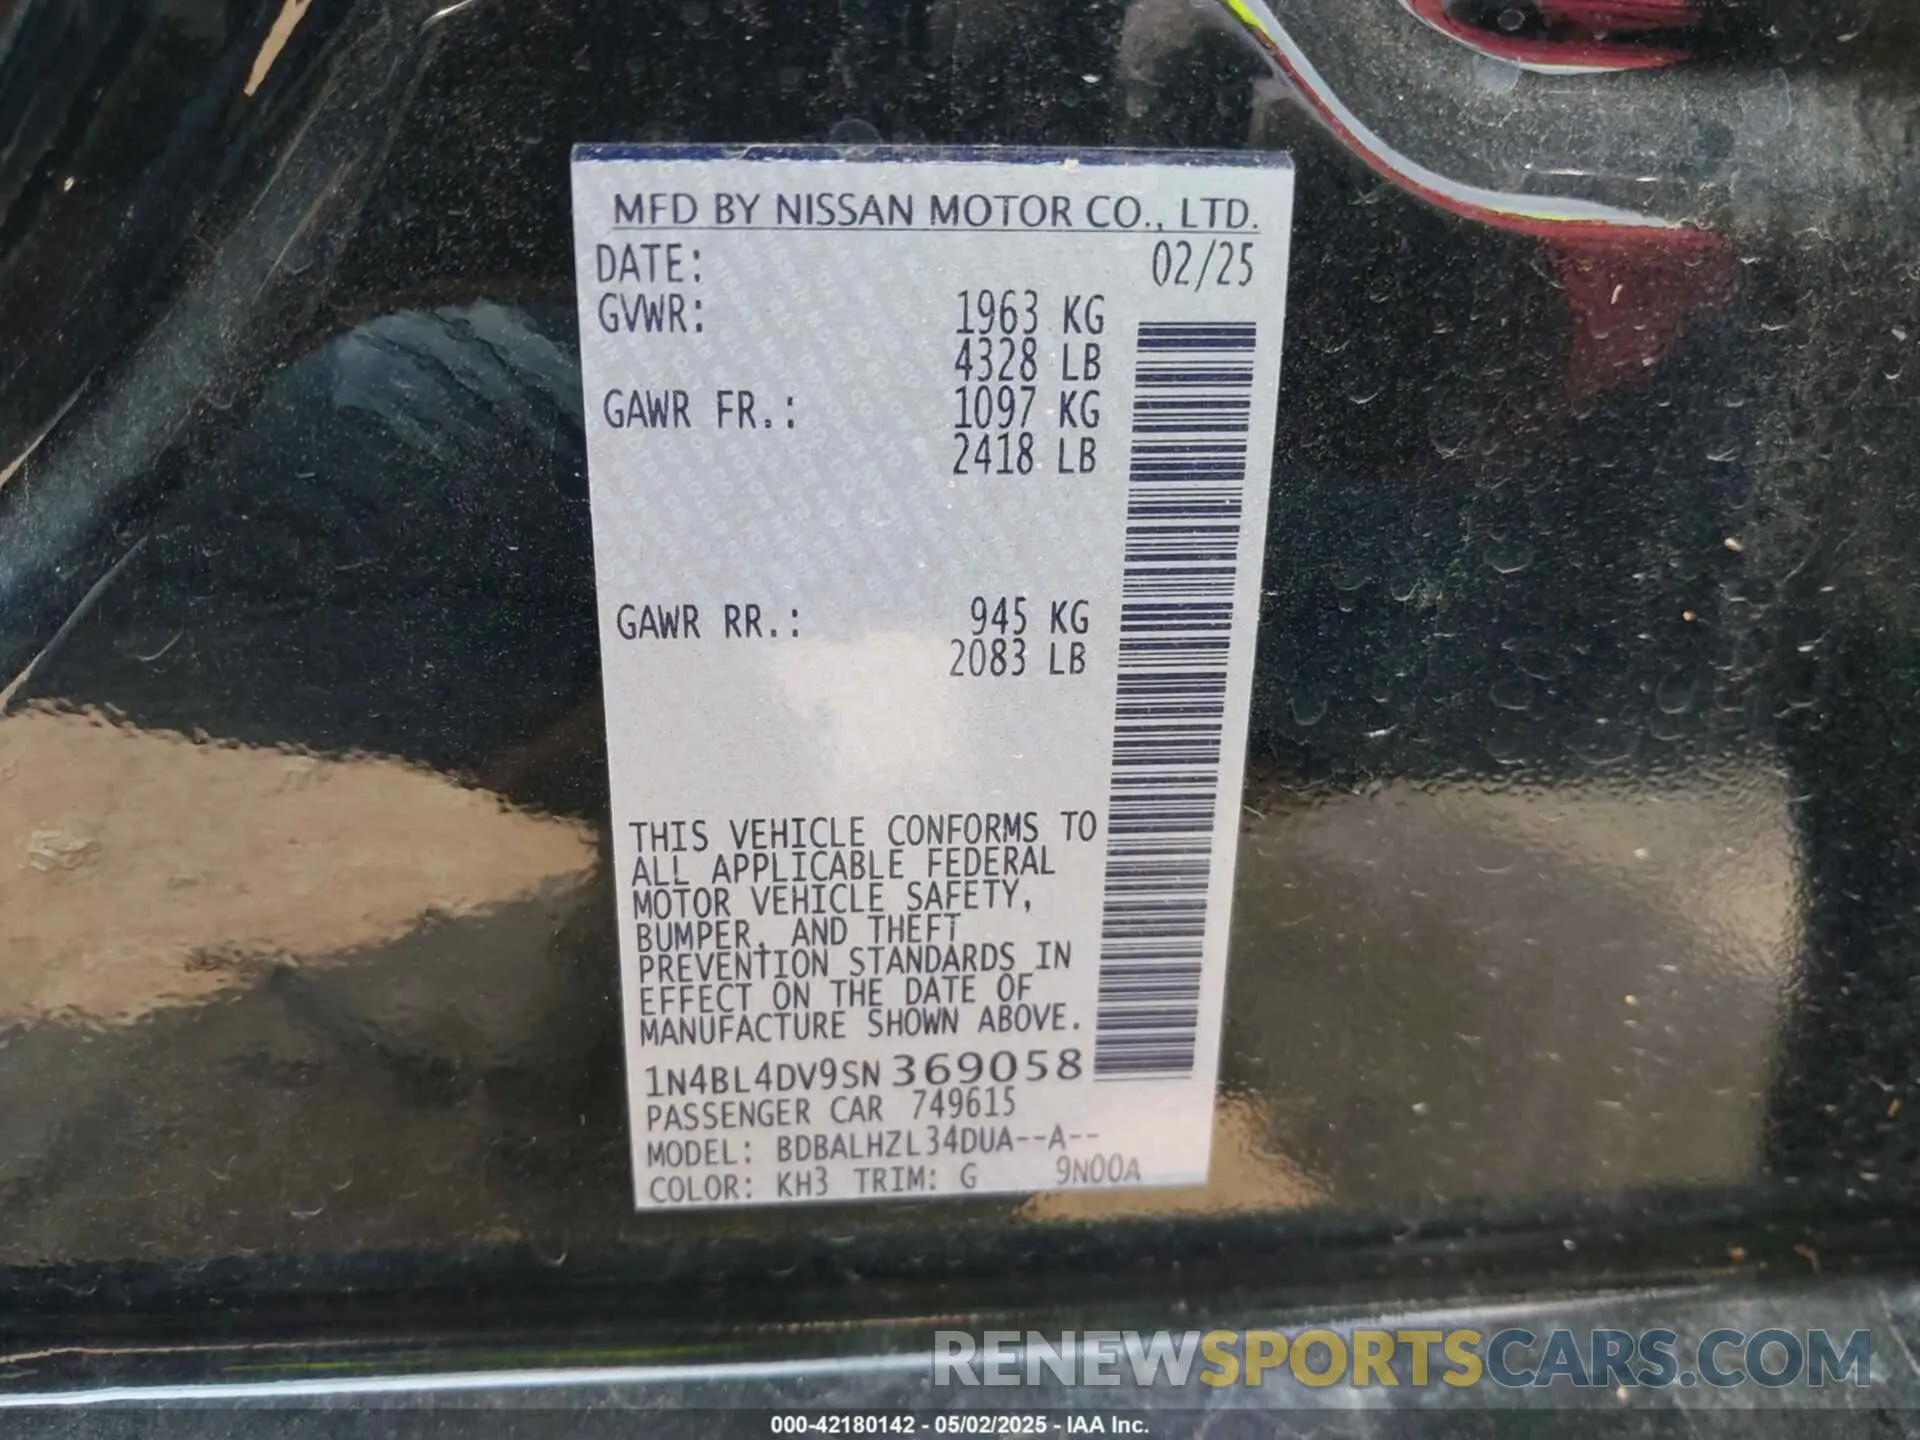 MFD BY NISSAN MOTOR CO., LTD.
DATE: 02/25
GVWR: 1963 KG
4328 LB
GAWR FR.: 1097 KG
2418 LB
GAWR RR.: 945 KG
2083 LB
THIS VEHICLE CONFORMS TO
ALL APPLICABLE FEDERAL
MOTOR VEHICLE SAFETY,
BUMPER, AND THEFT
PREVENTION STANDARDS IN
EFFECT ON THE DATE OF
MANUFACTURE SHOWN ABOVE.
1N4BL4DV9SN369058
PASSENGER CAR 749615
MODEL: BDBALHZL34DUA--A--
COLOR: KH3 TRIM: G 9N00A
RENEWSPORTSCARS.COM
000-42180142 - 05/02/2025 - IAA Inc.